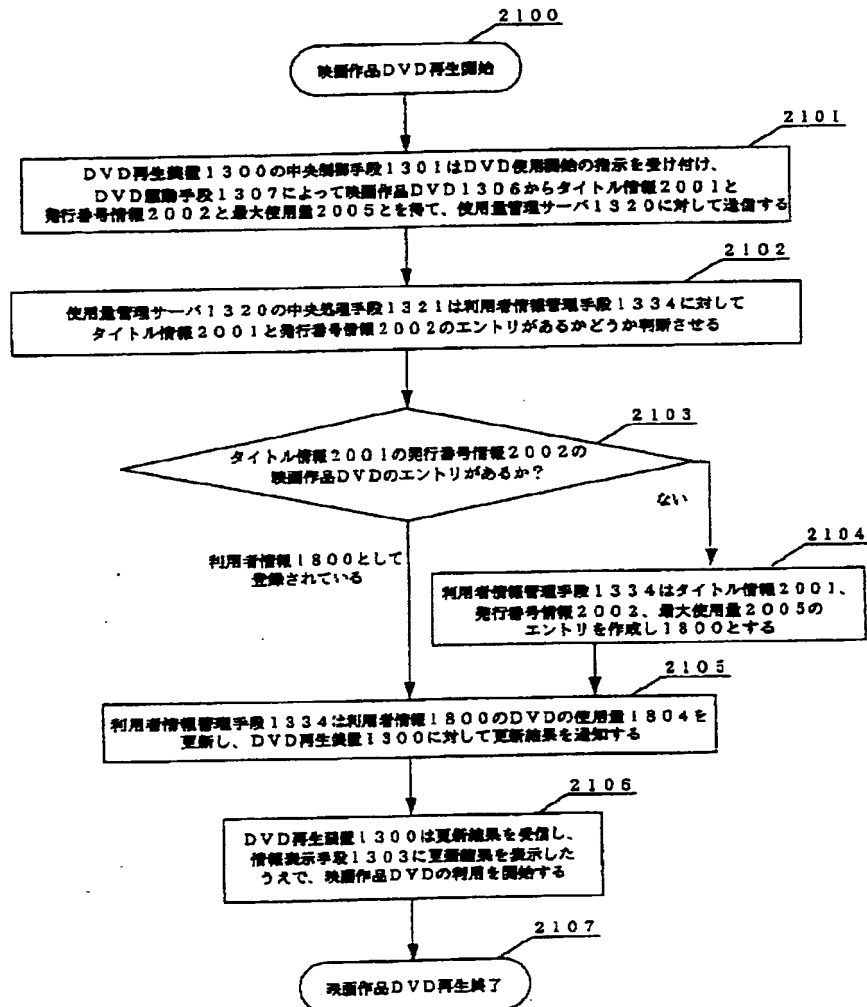 2100
映画作品DVD再生開始
2101
DVD再生装置1300の中央制御手段1301はDVD使用開始の指示を受け付け、
DVD駆動手段1307によって映画作品DVD1306からタイトル情報2001と
発行番号情報2002と最大使用量2005とを得て、使用量管理サーバ1320に対して送信する
2102
使用量管理サーバ1320の中央処理手段1321は利用者情報管理手段1334に対して
タイトル情報2001と発行番号情報2002のエントリがあるかどうか判断させる
2103
タイトル情報2001の発行番号情報2002の
映画作品DVDのエントリがあるか?
ない
2104
利用者情報1800として
登録されている
利用者情報管理手段1334はタイトル情報2001、
発行番号情報2002、最大使用量2005の
エントリを作成し1800とする
2105
利用者情報管理手段1334は利用者情報1800のDVDの使用量1804を
更新し、DVD再生装置1300に対して更新結果を通知する
2106
DVD再生装置1300は更新結果を受信し、
情報表示手段1303に更新結果を表示した
うえで、映画作品DVDの利用を開始する
2107
映画作品DVD再生終了